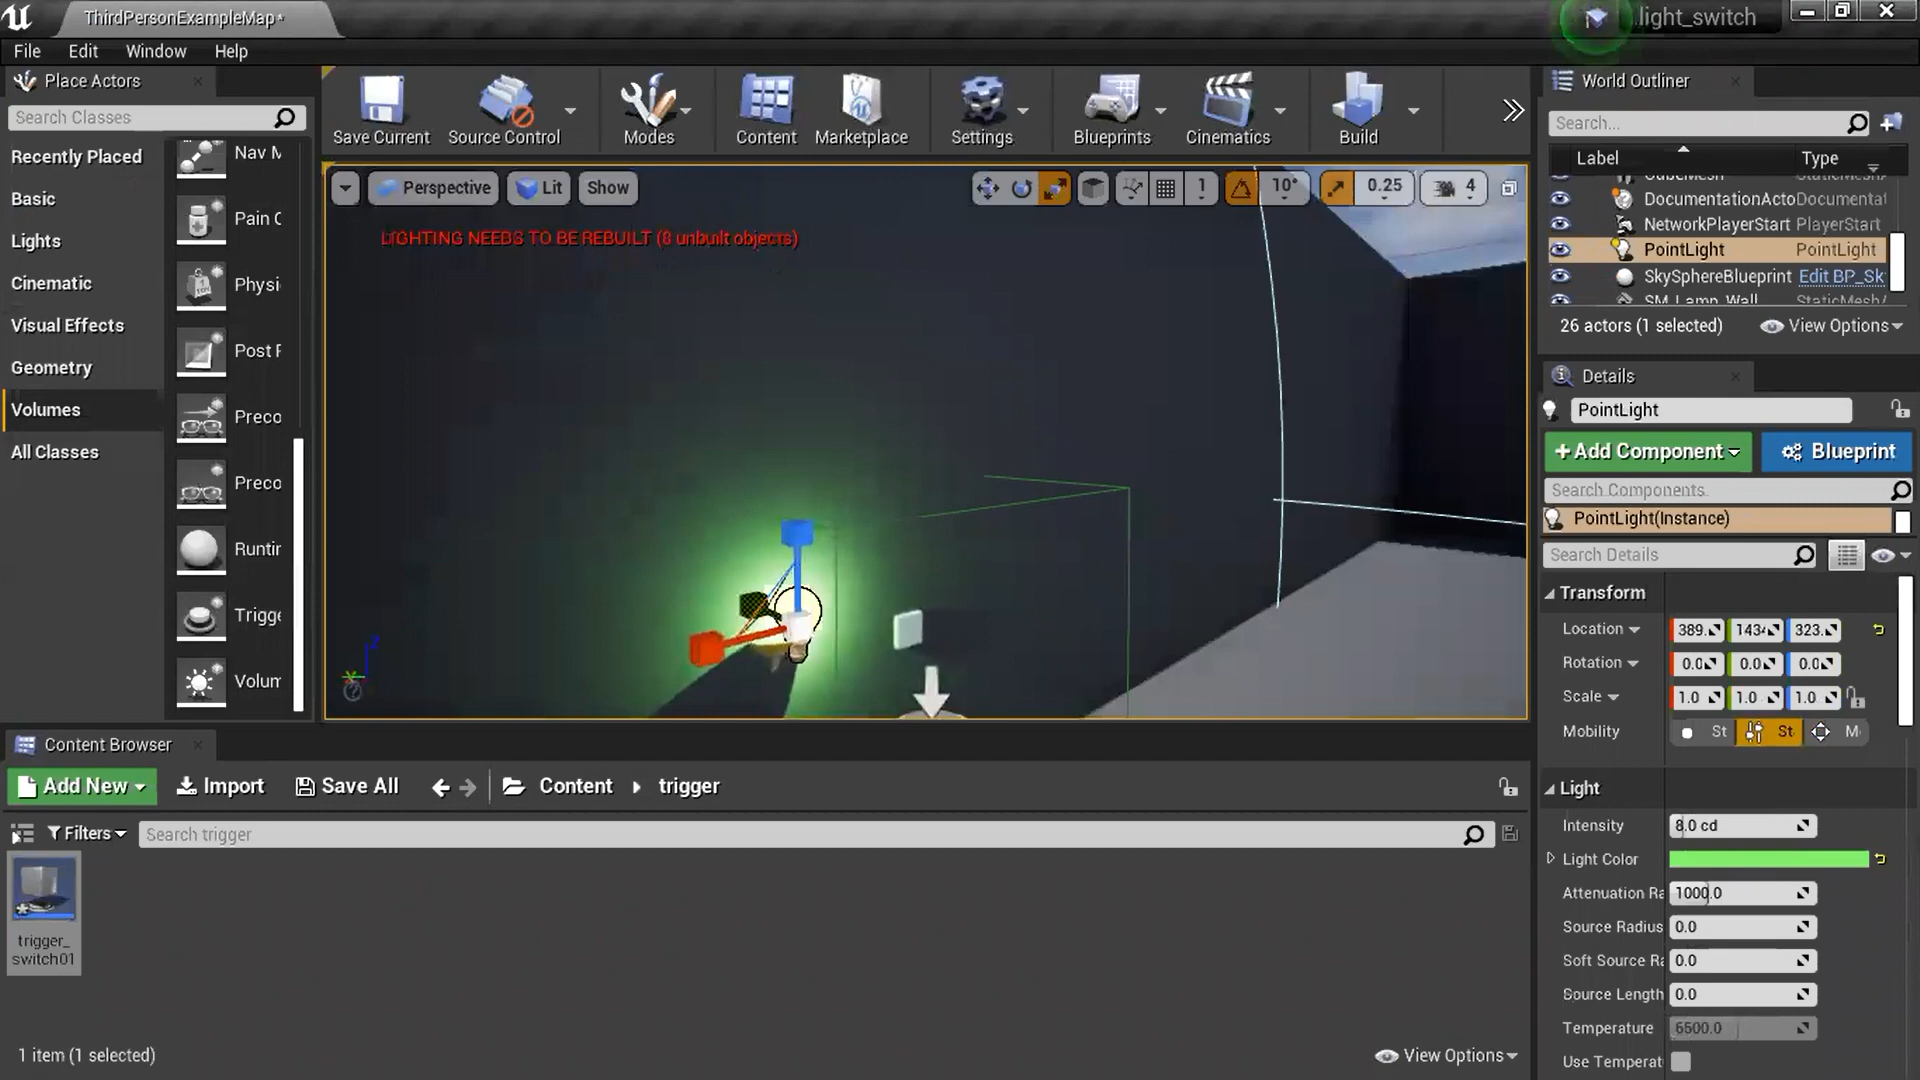 ThirdPersonExampleMap*
light_switch
File Edit Window Help
Place Actors
Search Classes
Recently Placed
Basic
Lights
Cinematic
Visual Effects
Geometry
Volumes
All Classes
Nav M
Pain C
Physi
Post F
Preco
Preco
Runtir
Trigge
Volum
Save Current
Source Control
Modes
Content
Marketplace
Settings
Blueprints
Cinematics
Build
Perspective
Lit
Show
1
10°
0.25
4
LIGHTING NEEDS TO BE REBUILT (8 unbuilt objects)
World Outliner
Search...
Label Type
DocumentationActo Documentat
NetworkPlayerStart PlayerStart
PointLight PointLight
SkySphereBlueprint Edit BP_Sk
SM_Lamp_Wall StaticMeshA
26 actors (1 selected) View Options
Details
PointLight
+Add Component Blueprint
Search Components
PointLight(Instance)
Search Details
Transform
Location 389. 1434 323.
Rotation 0.0 0.0 0.0
Scale 1.0 1.0 1.0
Mobility St St M
Light
Intensity 8.0 cd
Light Color
Attenuation Ra 1000.0
Source Radius 0.0
Soft Source Ra 0.0
Source Length 0.0
Temperature 6500.0
Use Temperat
Content Browser
Add New Import Save All Content trigger
Filters Search trigger
trigger_
switch01
1 item (1 selected)
View Options